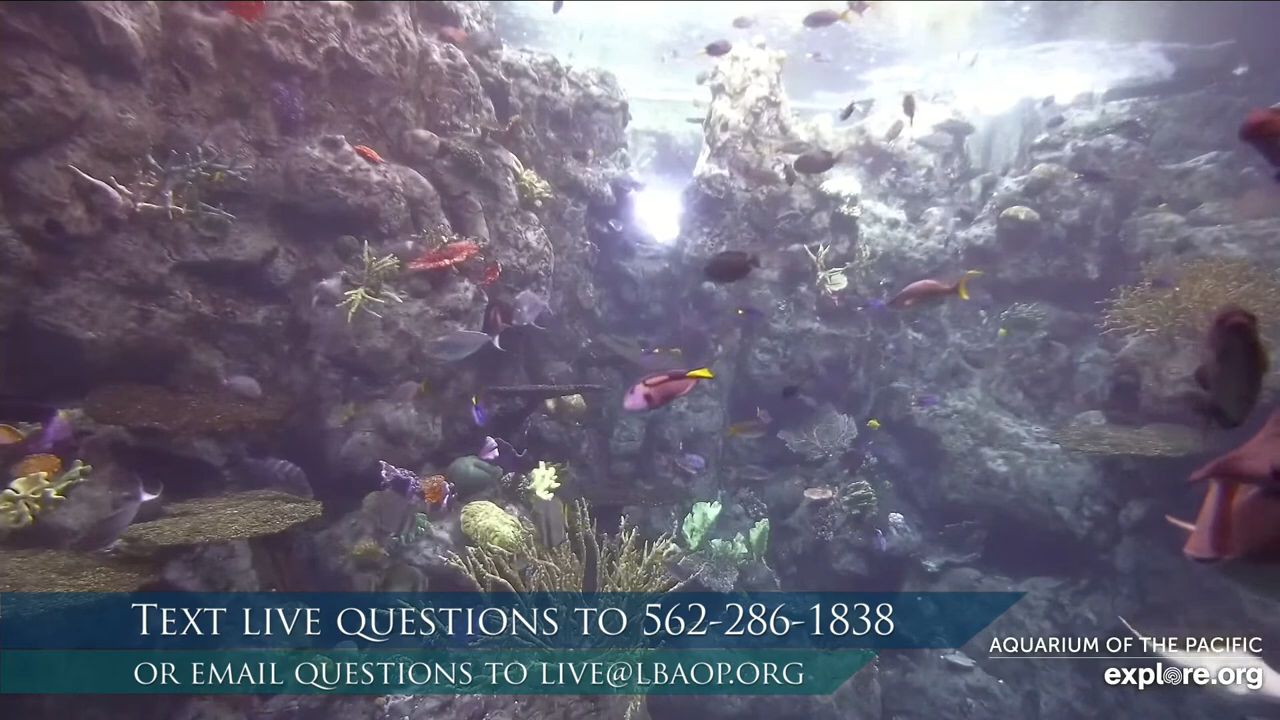 TEXT LIVE QUESTIONS TO 562-286-1838
OR EMAIL QUESTIONS TO LIVE@LBAOP.ORG
AQUARIUM OF THE PACIFIC
explore.org